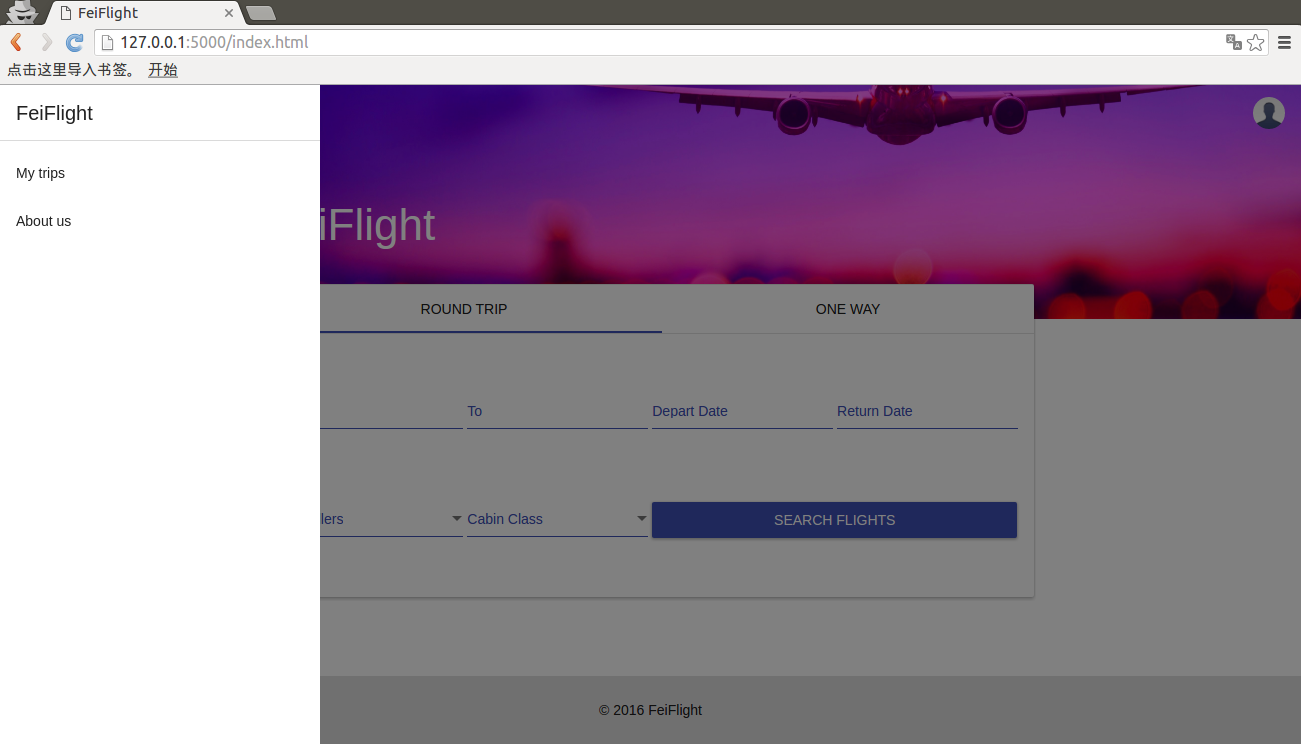 FeiFlight
127.0.0.1:5000/index.html
点击这里导入书签。 开始
FeiFlight
My trips
About us
iFlight
ROUND TRIP
ONE WAY
To
Depart Date
Return Date
lers
Cabin Class
SEARCH FLIGHTS
© 2016 FeiFlight